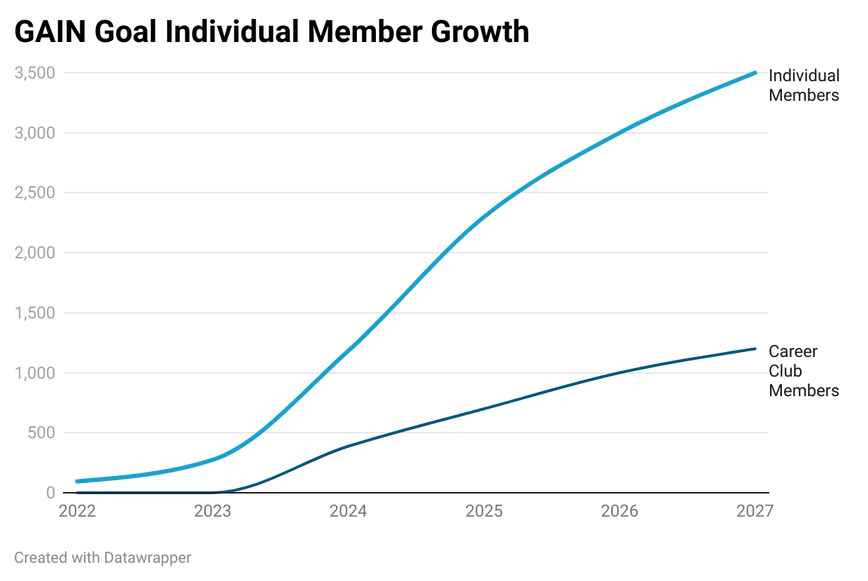 GAIN Goal Individual Member Growth
3,500
3,000
2,500
2,000
1,500
1,000
500
0
Individual
Members
Career
Club
Members
2022 2023 2024 2025 2026 2027
Created with Datawrapper